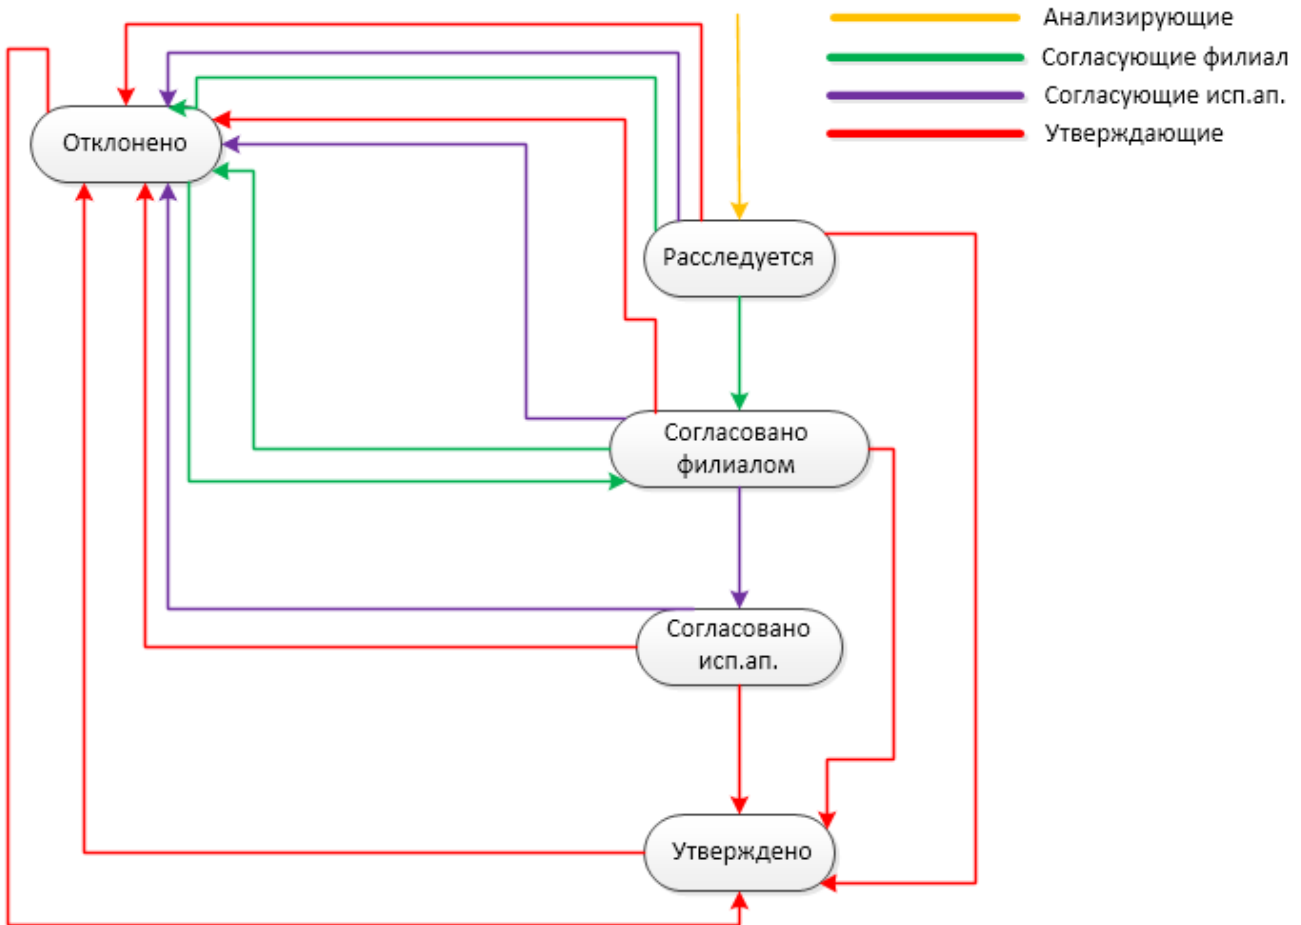 Анализирующие
Согласующие филиал
Согласующие исп.ап.
Утверждающие
Отклонено
Расследуется
Согласовано
филиалом
Согласовано
исп.ап.
Утверждено